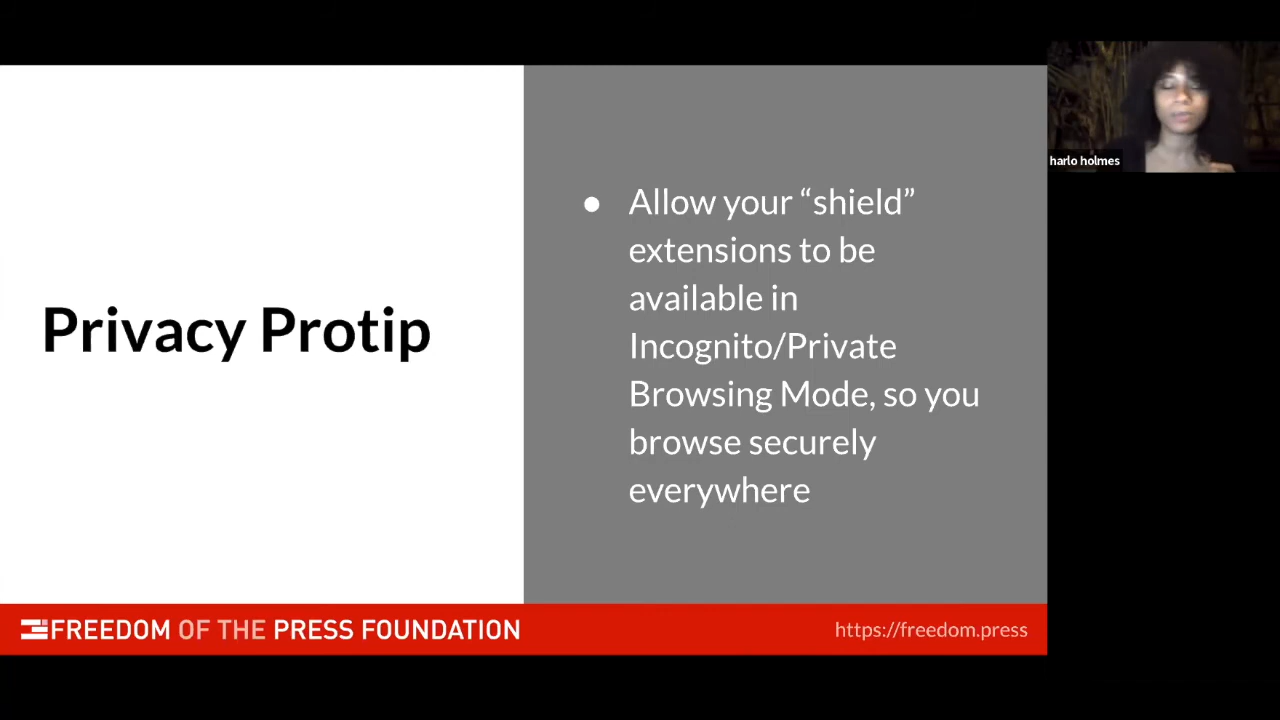 Privacy Protip
● Allow your “shield”
extensions to be
available in
Incognito/Private
Browsing Mode, so you
browse securely
everywhere
harlo holmes
FREEDOM OF THE PRESS FOUNDATION
https://freedom.press